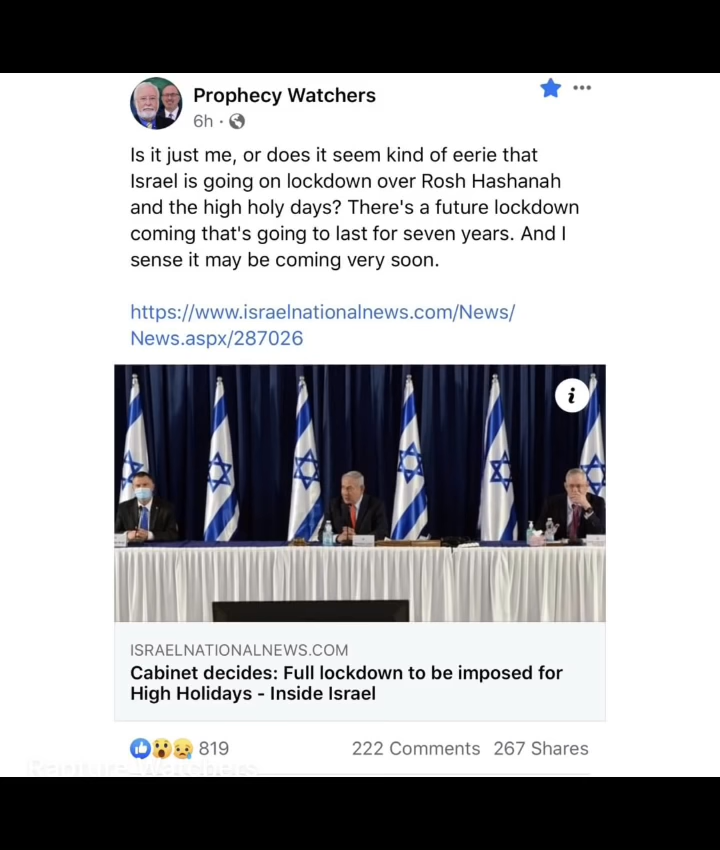 Prophecy Watchers
6h ·
Is it just me, or does it seem kind of eerie that
Israel is going on lockdown over Rosh Hashanah
and the high holy days? There's a future lockdown
coming that's going to last for seven years. And I
sense it may be coming very soon.
https://www.israelnationalnews.com/News/
News.aspx/287026
i
ISRAELNATIONALNEWS.COM
Cabinet decides: Full lockdown to be imposed for
High Holidays - Inside Israel
819 222 Comments 267 Shares
Rapture Watchers